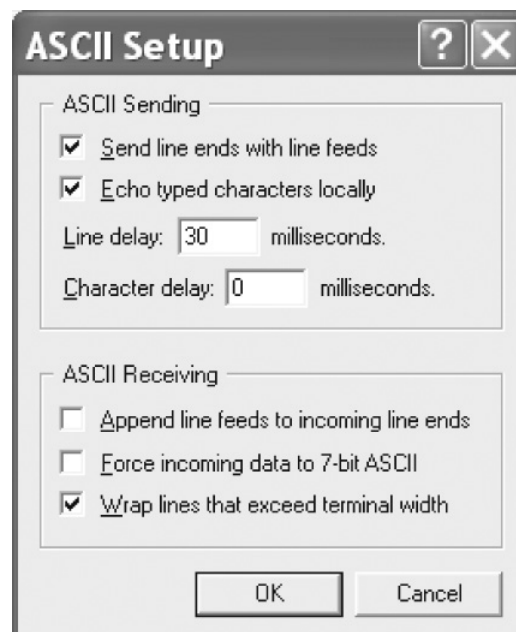 ASCII Setup
ASCII Sending
Send line ends with line feeds
Echo typed characters locally
Line delay: 30 milliseconds.
Character delay: 0 milliseconds.
ASCII Receiving
Append line feeds to incoming line ends
Force incoming data to 7-bit ASCII
Wrap lines that exceed terminal width
OK Cancel